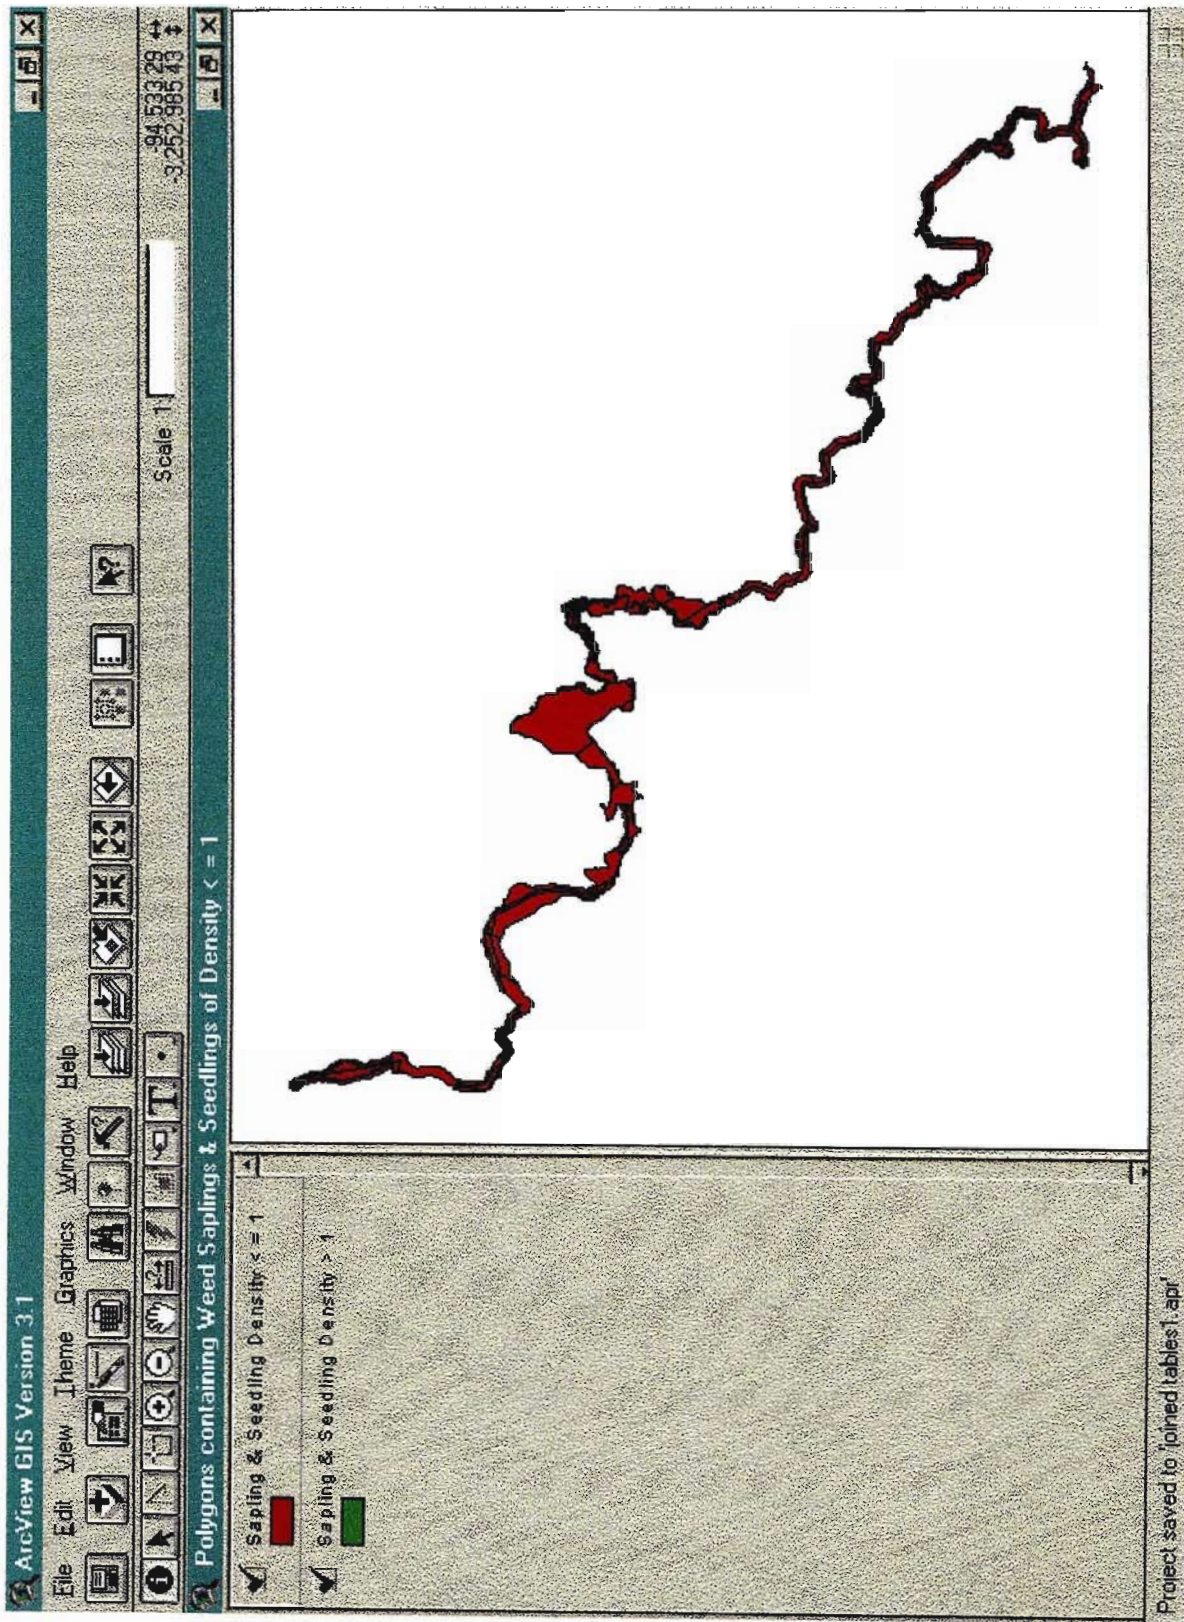 ArcView GIS Version 3.1
File Edit View Theme Graphics Window Help
Scale 1:
-94,533.29
-3,252,985.43
Polygons containing Weed Saplings & Seedlings of Density < = 1
Sapling & Seedling Density < = 1
Sapling & Seedling Density > 1
Project saved to 'joined tables1.apr'